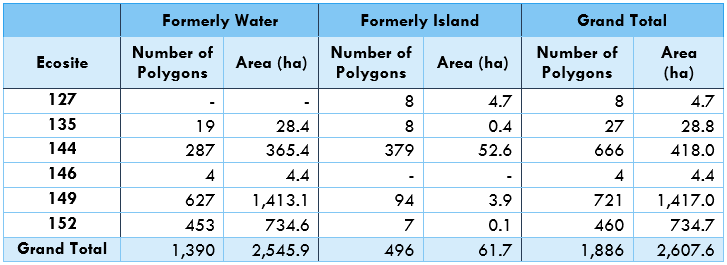 Formerly Water Formerly Island Grand Total
Ecosite Number of Polygons Area (ha) Number of Polygons Area (ha) Number of Polygons Area (ha)
127 - - 8 4.7 8 4.7
135 19 28.4 8 0.4 27 28.8
144 287 365.4 379 52.6 666 418.0
146 4 4.4 - - 4 4.4
149 627 1,413.1 94 3.9 721 1,417.0
152 453 734.6 7 0.1 460 734.7
Grand Total 1,390 2,545.9 496 61.7 1,886 2,607.6